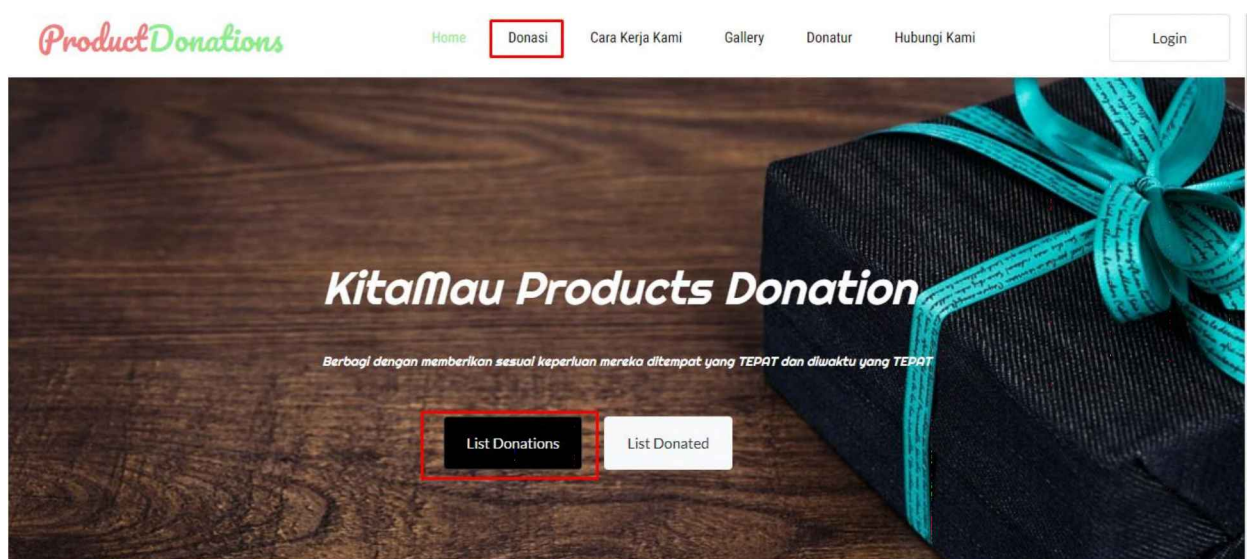 ProductDonations
Home Donasi Cara Kerja Kami Gallery Donatur Hubungi Kami Login
KitaMau Products Donation
Berbagi dengan memberikan sesuai keperluan mereka ditempat yang TEPAT dan diwaktu yang TEPAT
List Donations List Donated